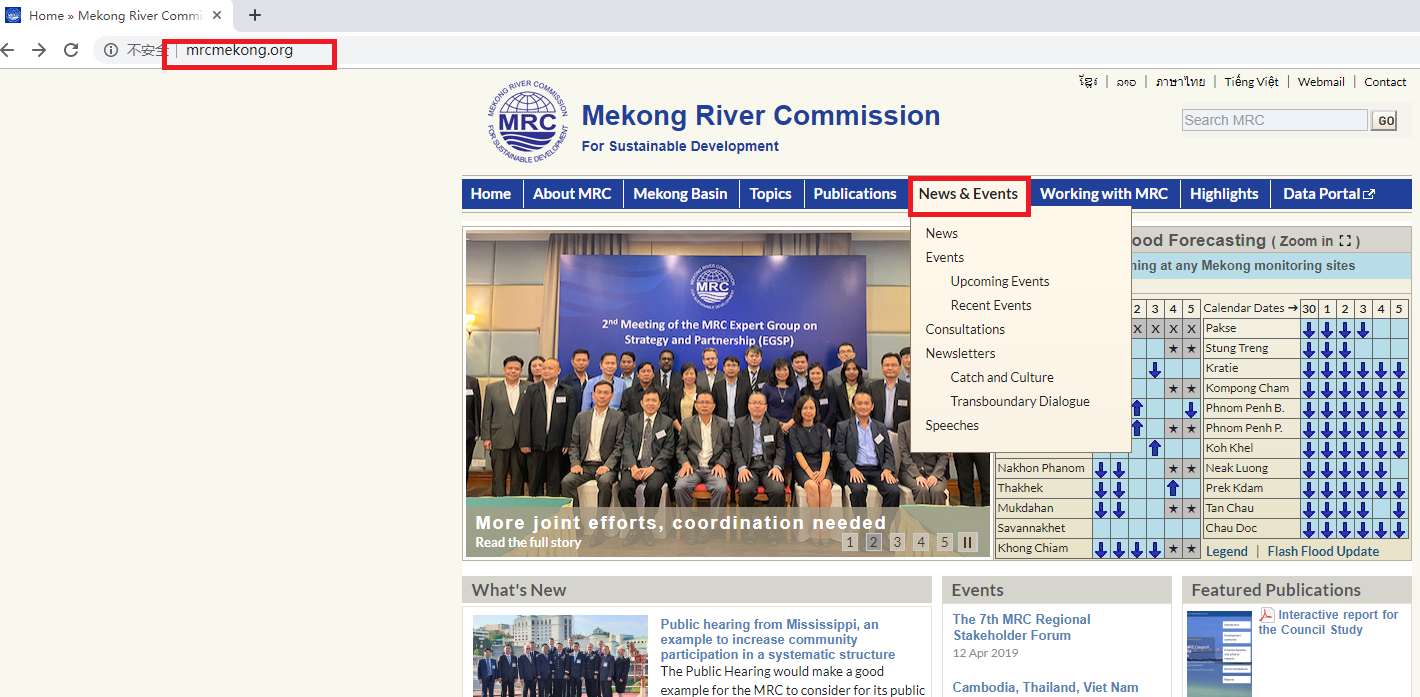 Home » Mekong River Commi
不安全 | mrcmekong.org
ខ្មែរ | ລາວ | ภาษาไทย | Tiếng Việt | Webmail | Contact
MEKONG RIVER COMMISSION
MRC
FOR SUSTAINABLE DEVELOPMENT
Mekong River Commission
For Sustainable Development
Search MRC GO
Home About MRC Mekong Basin Topics Publications News & Events Working with MRC Highlights Data Portal
News
Events
Upcoming Events
Recent Events
Consultations
Newsletters
Catch and Culture
Transboundary Dialogue
Speeches
MRC
2nd Meeting of the MRC Expert Group on
Strategy and Partnership (EGSP)
More joint efforts, coordination needed
Read the full story
1 2 3 4 5
ood Forecasting ( Zoom in )
ning at any Mekong monitoring sites
2 3 4 5 Calendar Dates → 30 1 2 3 4 5
X X X X Pakse
★ ★ Stung Treng
Kratie
★ ★ Kompong Cham
Phnom Penh B.
★ ★ Phnom Penh P.
Koh Khel
Nakhon Phanom ★ ★ Neak Luong
Thakhek Prek Kdam
Mukdahan ★ ★ Tan Chau
Savannakhet Chau Doc
Khong Chiam ★ ★ Legend | Flash Flood Update
What's New
Public hearing from Mississippi, an
example to increase community
participation in a systematic structure
The Public Hearing would make a good
example for the MRC to consider for its public
Events
The 7th MRC Regional
Stakeholder Forum
12 Apr 2019
Cambodia, Thailand, Viet Nam
Featured Publications
Interactive report for
the Council Study